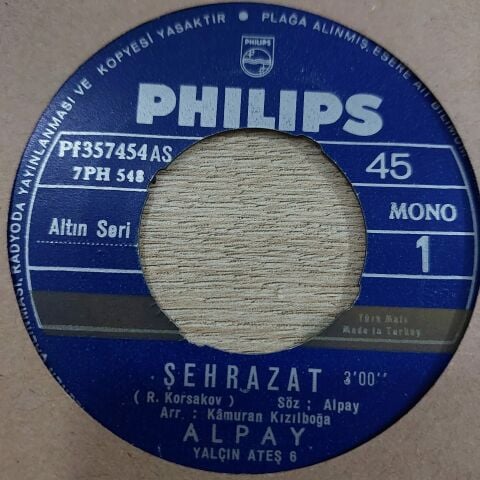 KOPYESİ YASAKTIR • PLAĞA ALINMIŞ, ESERE
RADYODA YAYINLANMASI VE
PHILIPS
PHILIPS
Pf357454AS
45
7PH 548
MONO
Altın Seri
1
Türk Malı
Made in Turkey
ŞEHRAZAT 3'00''
( R. Korsakov ) Söz ; Alpay
Arr. : Kâmuran Kızılboğa
ALPAY
YALÇIN ATEŞ 6